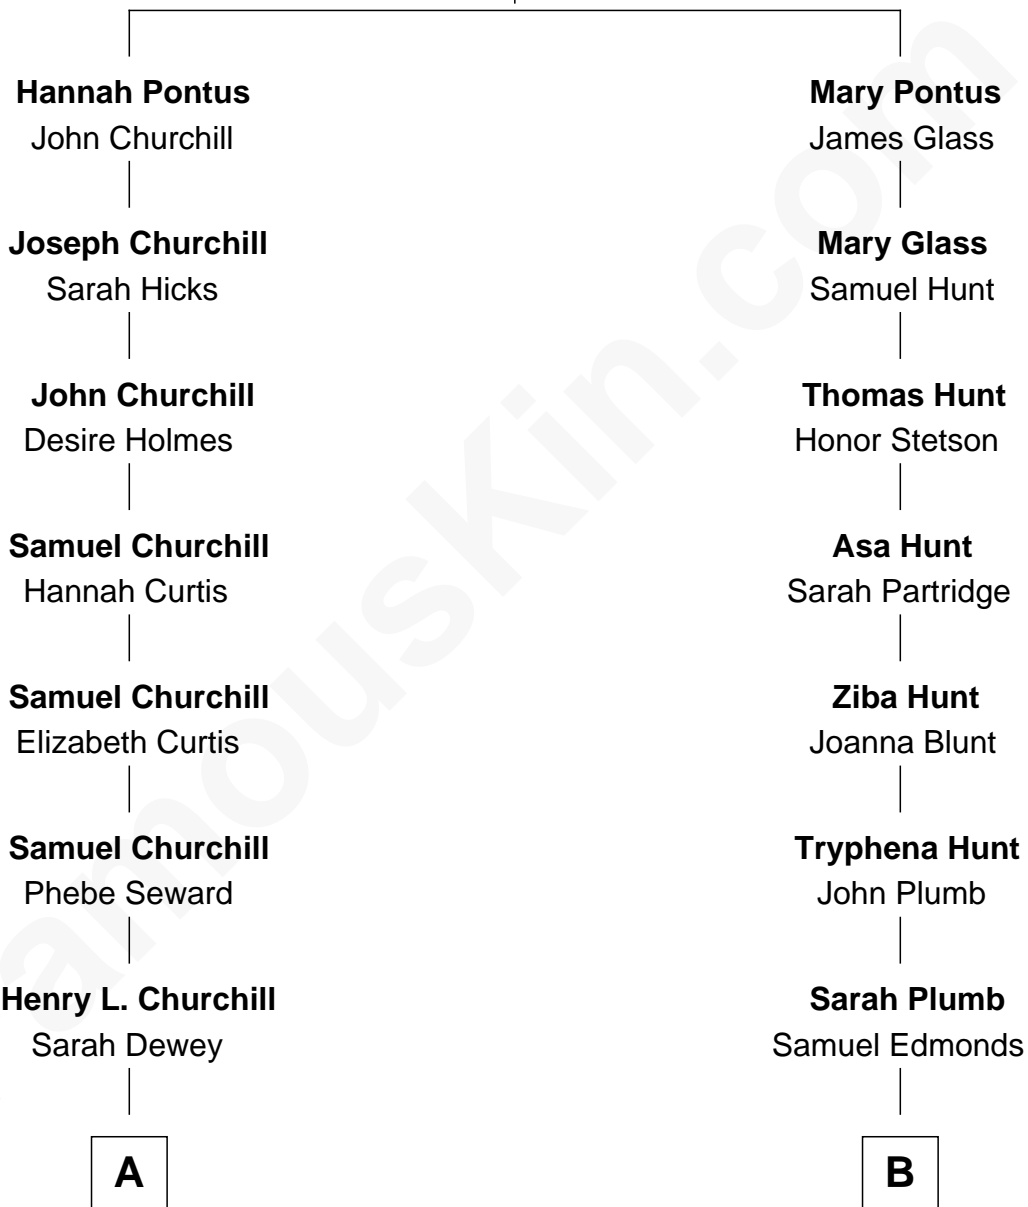 Hannah Pontus
John Churchill
Mary Pontus
James Glass
Joseph Churchill
Sarah Hicks
Mary Glass
Samuel Hunt
John Churchill
Desire Holmes
Thomas Hunt
Honor Stetson
Samuel Churchill
Hannah Curtis
Asa Hunt
Sarah Partridge
Samuel Churchill
Elizabeth Curtis
Ziba Hunt
Joanna Blunt
Samuel Churchill
Phebe Seward
Tryphena Hunt
John Plumb
Henry L. Churchill
Sarah Dewey
Sarah Plumb
Samuel Edmonds
A
B
amouskin.com